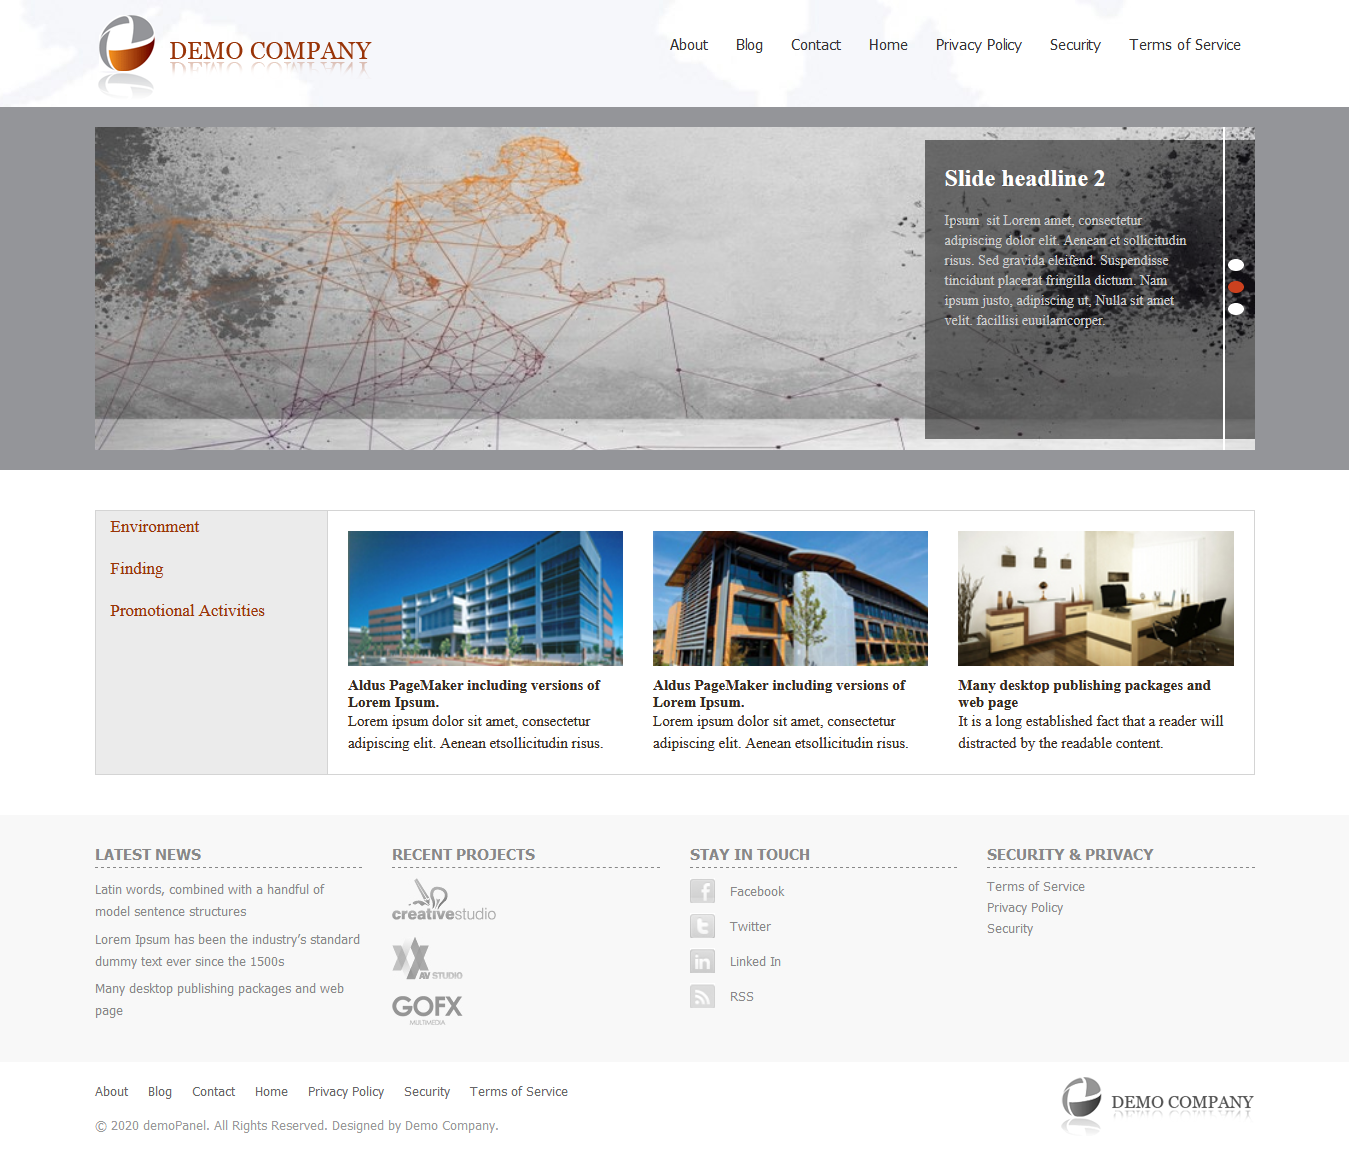 DEMO COMPANY
About Blog Contact Home Privacy Policy Security Terms of Service
Slide headline 2
Ipsum  sit Lorem amet, consectetur
adipiscing dolor elit. Aenean et sollicitudin
risus. Sed gravida eleifend. Suspendisse
tincidunt placerat fringilla dictum. Nam
ipsum justo, adipiscing ut, Nulla sit amet
velit. facillisi euuilamcorper.
Environment
Finding
Promotional Activities
Aldus PageMaker including versions of
Lorem Ipsum.
Lorem ipsum dolor sit amet, consectetur
adipiscing elit. Aenean etsollicitudin risus.
Aldus PageMaker including versions of
Lorem Ipsum.
Lorem ipsum dolor sit amet, consectetur
adipiscing elit. Aenean etsollicitudin risus.
Many desktop publishing packages and
web page
It is a long established fact that a reader will
distracted by the readable content.
LATEST NEWS
Latin words, combined with a handful of
model sentence structures
Lorem Ipsum has been the industry’s standard
dummy text ever since the 1500s
Many desktop publishing packages and web
page
RECENT PROJECTS
creativestudio
AV STUDIO
GOFX
MULTIMEDIA
STAY IN TOUCH
Facebook
Twitter
Linked In
RSS
SECURITY & PRIVACY
Terms of Service
Privacy Policy
Security
About Blog Contact Home Privacy Policy Security Terms of Service
© 2020 demoPanel. All Rights Reserved. Designed by Demo Company.
DEMO COMPANY